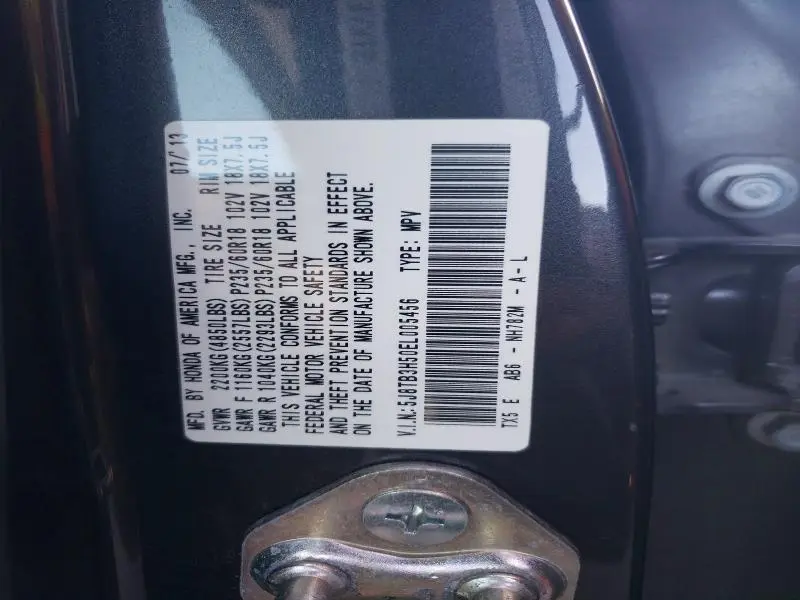 MFD. BY HONDA OF AMERICA MFG., INC. 07/13
GVWR 2200KG(4850LBS) TIRE SIZE RIM SIZE
GAWR F 1160KG(2557LBS) P235/60R18 102V 18X7.5J
GAWR R 1040KG(2293LBS) P235/60R18 102V 18X7.5J
THIS VEHICLE CONFORMS TO ALL APPLICABLE
FEDERAL MOTOR VEHICLE SAFETY
AND THEFT PREVENTION STANDARDS IN EFFECT
ON THE DATE OF MANUFACTURE SHOWN ABOVE.
V.I.N.:5J8TB3H50EL005456 TYPE: MPV
TX5 E AB6 - NH782M - A - L